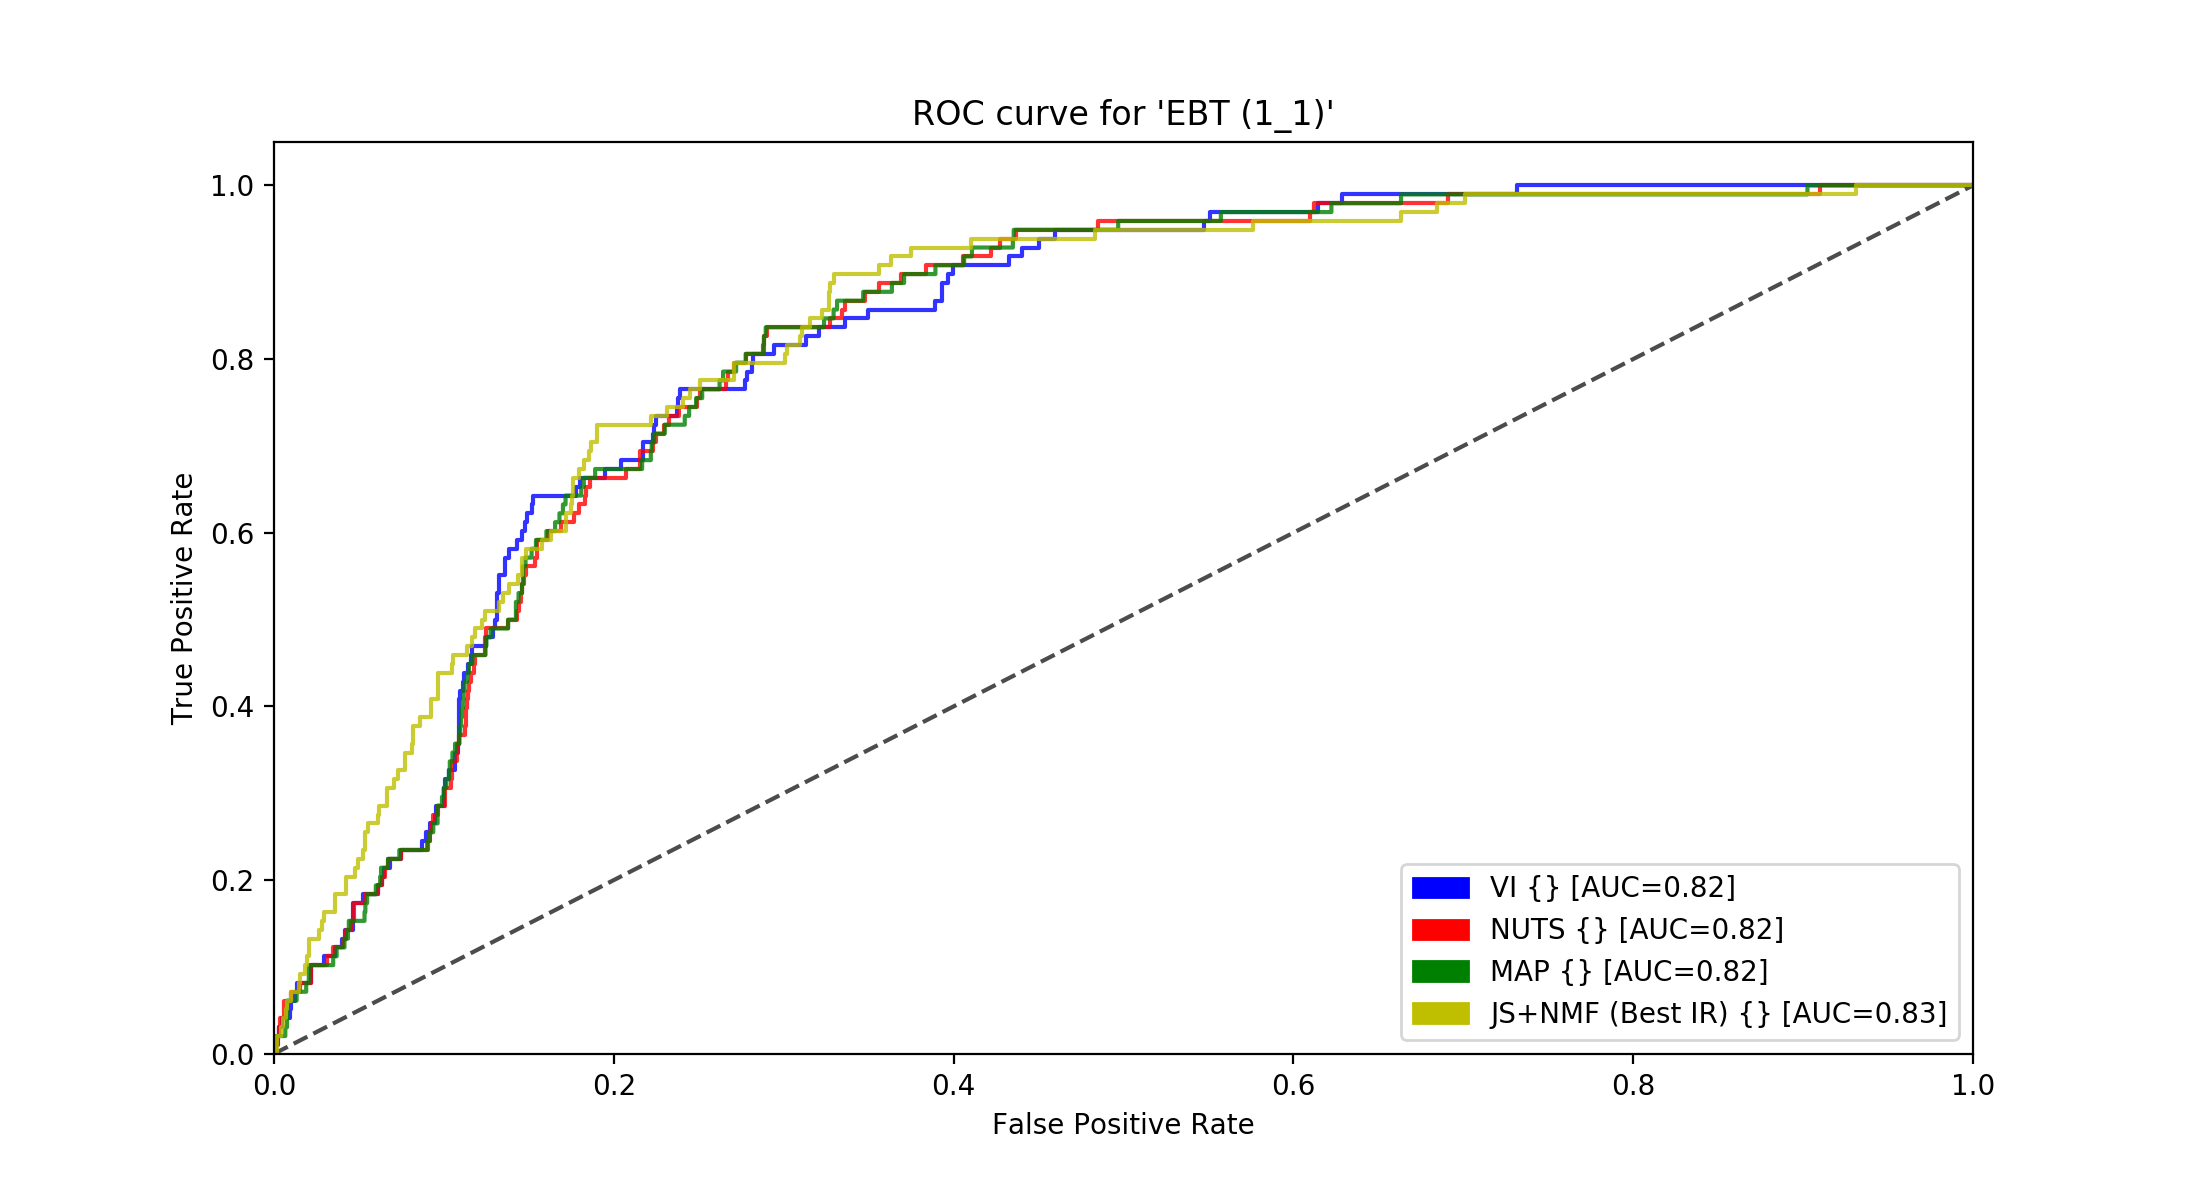 ROC curve for 'EBT (1_1)'
True Positive Rate
1.0
0.8
0.6
0.4
0.2
0.0
0.0 0.2 0.4 0.6 0.8 1.0
False Positive Rate
VI {} [AUC=0.82]
NUTS {} [AUC=0.82]
MAP {} [AUC=0.82]
JS+NMF (Best IR) {} [AUC=0.83]